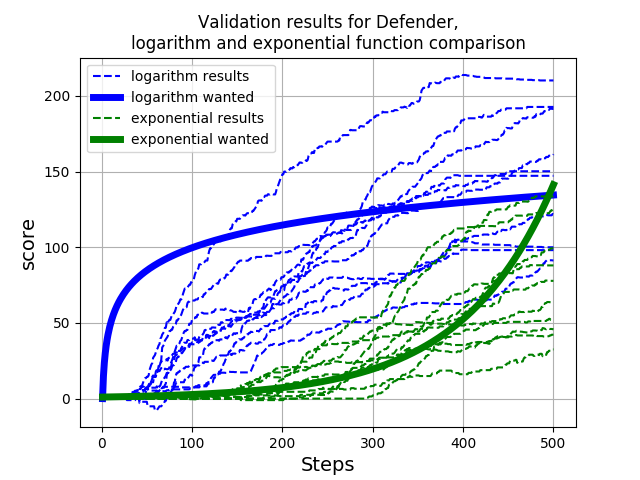 Validation results for Defender,
logarithm and exponential function comparison
logarithm results
logarithm wanted
exponential results
exponential wanted
score
200
150
100
50
0
0 100 200 300 400 500
Steps